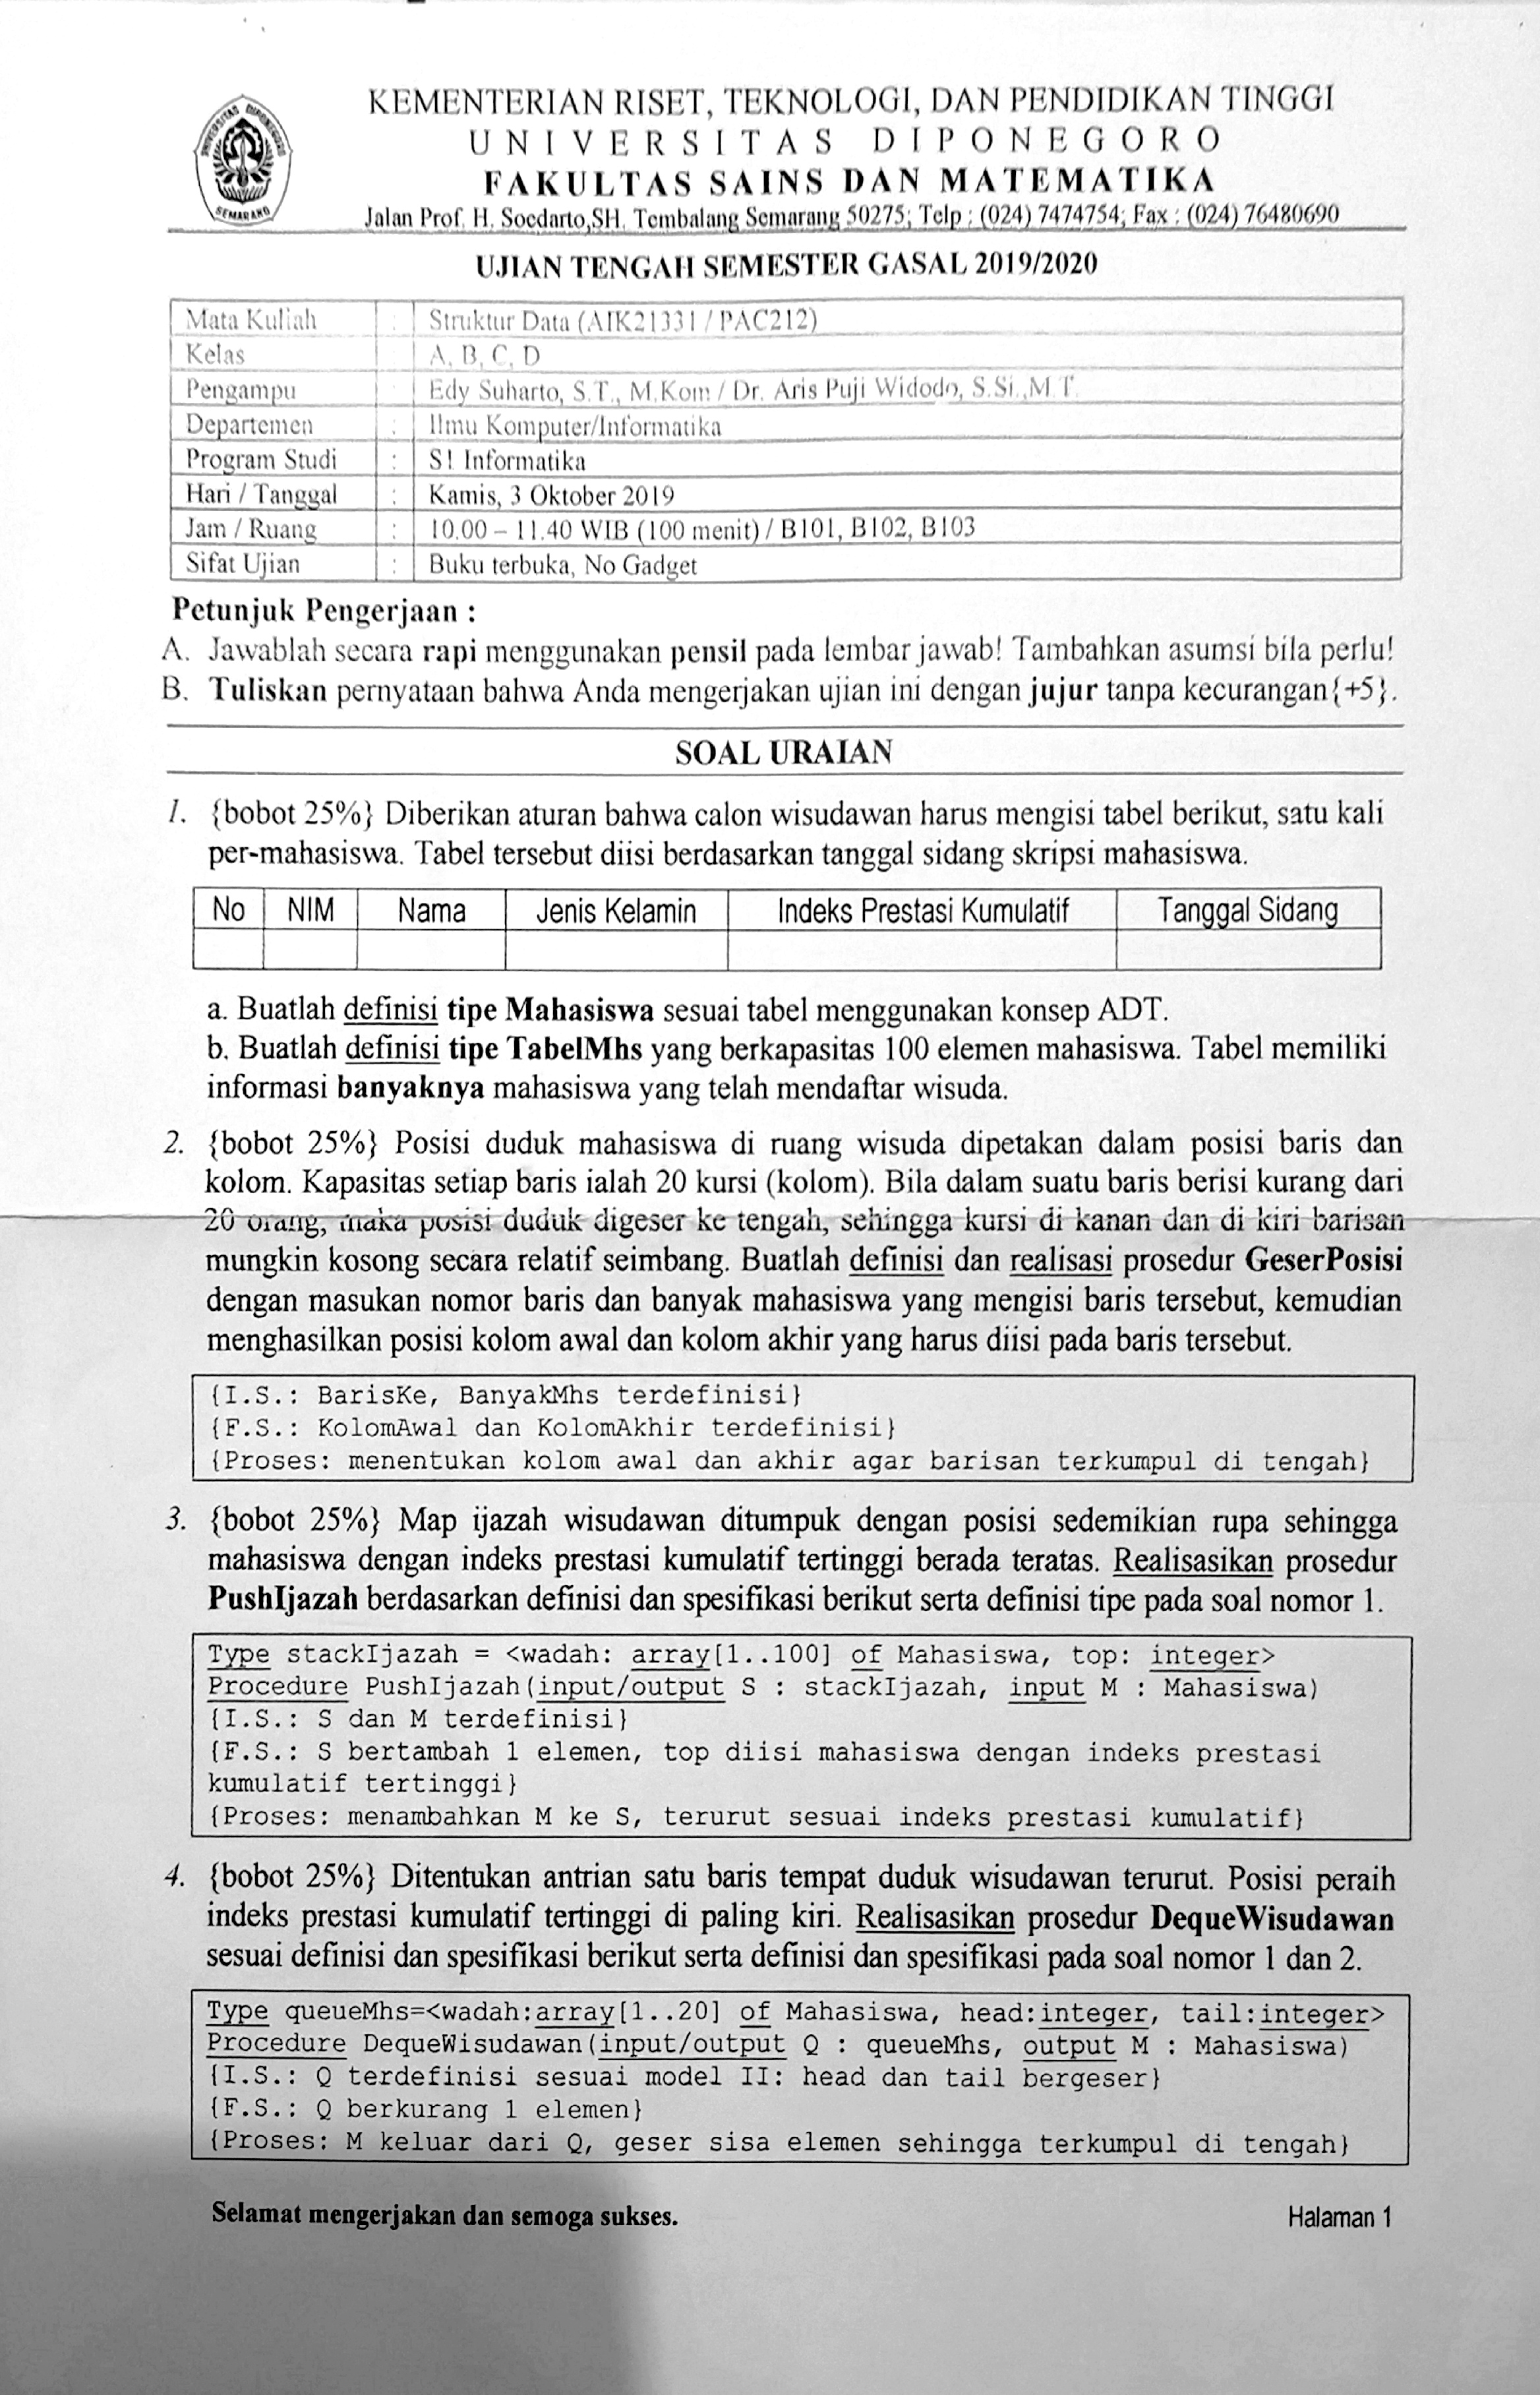 UNIVERSITAS DIPONEGORO
SEMARANG
KEMENTERIAN RISET, TEKNOLOGI, DAN PENDIDIKAN TINGGI
UNIVERSITAS DIPONEGORO
FAKULTAS SAINS DAN MATEMATIKA
Jalan Prof. H. Soedarto,SH. Tembalang Semarang 50275; Telp : (024) 7474754; Fax : (024) 76480690
UJIAN TENGAH SEMESTER GASAL 2019/2020
Mata Kuliah : Struktur Data (AIK21331 / PAC212)
Kelas : A, B, C, D
Pengampu : Edy Suharto, S.T., M.Kom / Dr. Aris Puji Widodo, S.Si.,M.T.
Departemen : Ilmu Komputer/Informatika
Program Studi : S! Informatika
Hari / Tanggal : Kamis, 3 Oktober 2019
Jam / Ruang : 10.00 – 11.40 WIB (100 menit) / B101, B102, B103
Sifat Ujian : Buku terbuka, No Gadget
Petunjuk Pengerjaan :
A. Jawablah secara rapi menggunakan pensil pada lembar jawab! Tambahkan asumsi bila perlu!
B. Tuliskan pernyataan bahwa Anda mengerjakan ujian ini dengan jujur tanpa kecurangan{+5}.
SOAL URAIAN
1. {bobot 25%} Diberikan aturan bahwa calon wisudawan harus mengisi tabel berikut, satu kali
per-mahasiswa. Tabel tersebut diisi berdasarkan tanggal sidang skripsi mahasiswa.
No NIM Nama Jenis Kelamin Indeks Prestasi Kumulatif Tanggal Sidang
a. Buatlah definisi tipe Mahasiswa sesuai tabel menggunakan konsep ADT.
b. Buatlah definisi tipe TabelMhs yang berkapasitas 100 elemen mahasiswa. Tabel memiliki
informasi banyaknya mahasiswa yang telah mendaftar wisuda.
2. {bobot 25%} Posisi duduk mahasiswa di ruang wisuda dipetakan dalam posisi baris dan
kolom. Kapasitas setiap baris ialah 20 kursi (kolom). Bila dalam suatu baris berisi kurang dari
20 orang, maka posisi duduk digeser ke tengah, sehingga kursi di kanan dan di kiri barisan
mungkin kosong secara relatif seimbang. Buatlah definisi dan realisasi prosedur GeserPosisi
dengan masukan nomor baris dan banyak mahasiswa yang mengisi baris tersebut, kemudian
menghasilkan posisi kolom awal dan kolom akhir yang harus diisi pada baris tersebut.
{I.S.: BarisKe, BanyakMhs terdefinisi}
{F.S.: KolomAwal dan KolomAkhir terdefinisi}
{Proses: menentukan kolom awal dan akhir agar barisan terkumpul di tengah}
3. {bobot 25%} Map ijazah wisudawan ditumpuk dengan posisi sedemikian rupa sehingga
mahasiswa dengan indeks prestasi kumulatif tertinggi berada teratas. Realisasikan prosedur
PushIjazah berdasarkan definisi dan spesifikasi berikut serta definisi tipe pada soal nomor 1.
Type stackIjazah = <wadah: array[1..100] of Mahasiswa, top: integer>
Procedure PushIjazah(input/output S : stackIjazah, input M : Mahasiswa)
{I.S.: S dan M terdefinisi}
{F.S.: S bertambah 1 elemen, top diisi mahasiswa dengan indeks prestasi
kumulatif tertinggi}
{Proses: menambahkan M ke S, terurut sesuai indeks prestasi kumulatif}
4. {bobot 25%} Ditentukan antrian satu baris tempat duduk wisudawan terurut. Posisi peraih
indeks prestasi kumulatif tertinggi di paling kiri. Realisasikan prosedur DequeWisudawan
sesuai definisi dan spesifikasi berikut serta definisi dan spesifikasi pada soal nomor 1 dan 2.
Type queueMhs=<wadah:array[1..20] of Mahasiswa, head:integer, tail:integer>
Procedure DequeWisudawan(input/output Q : queueMhs, output M : Mahasiswa)
{I.S.: Q terdefinisi sesuai model II: head dan tail bergeser}
{F.S.: Q berkurang 1 elemen}
{Proses: M keluar dari Q, geser sisa elemen sehingga terkumpul di tengah}
Selamat mengerjakan dan semoga sukses.
Halaman 1